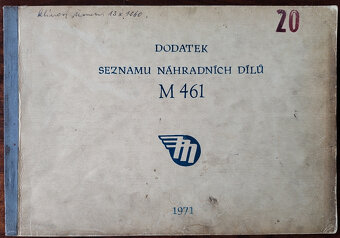 20
DODATEK
SEZNAMU NÁHRADNÍCH DÍLŮ
M 461
1971